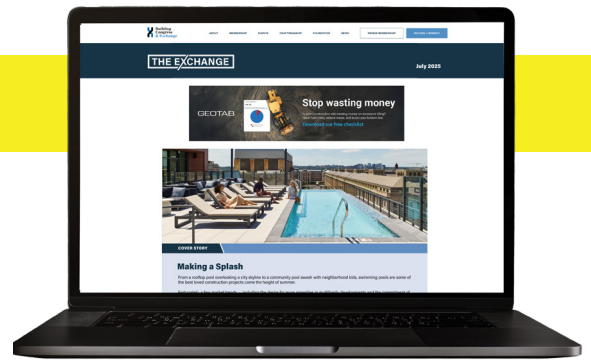 Building
Congress
& Exchange
ABOUT
MEMBERSHIP
EVENTS
CRAFTSMANSHIP
FOUNDATION
NEWS
THE EXCHANGE
July 2025
GEOTAB
Stop wasting money
Download our free checklist
COVER STORY
Making a Splash
From a rooftop pool overlooking a city skyline to a community pool awash with neighborhood kids, swimming pools are some of
the best loved construction projects come the height of summer.